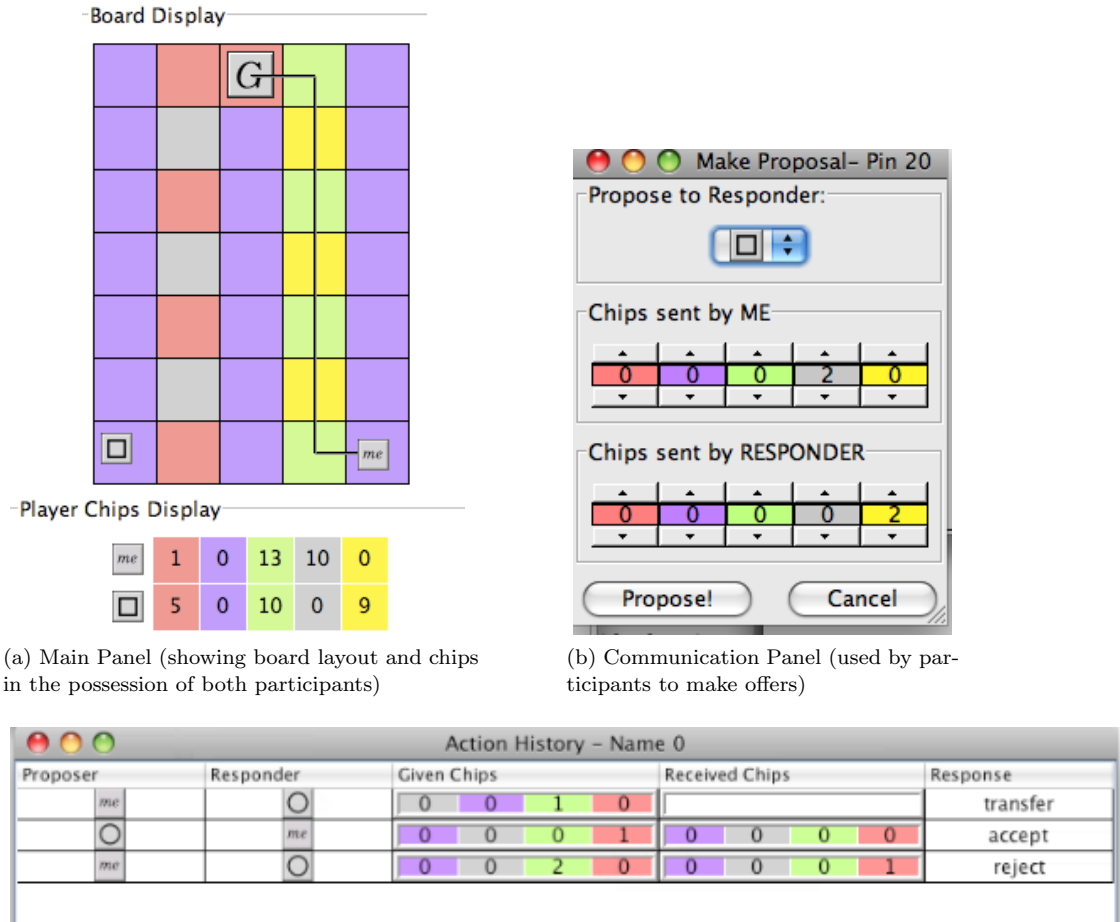 Board Display
G
me
Player Chips Display
me 1 0 13 10 0
5 0 10 0 9
(a) Main Panel (showing board layout and chips
in the possession of both participants)
Make Proposal– Pin 20
Propose to Responder:
Chips sent by ME
0 0 0 2 0
Chips sent by RESPONDER
0 0 0 0 2
Propose! Cancel
(b) Communication Panel (used by par-
ticipants to make offers)
Action History – Name 0
Proposer Responder Given Chips Received Chips Response
me 0 0 1 0 transfer
me 0 0 0 1 0 0 0 0 accept
me 0 0 2 0 0 0 0 1 reject